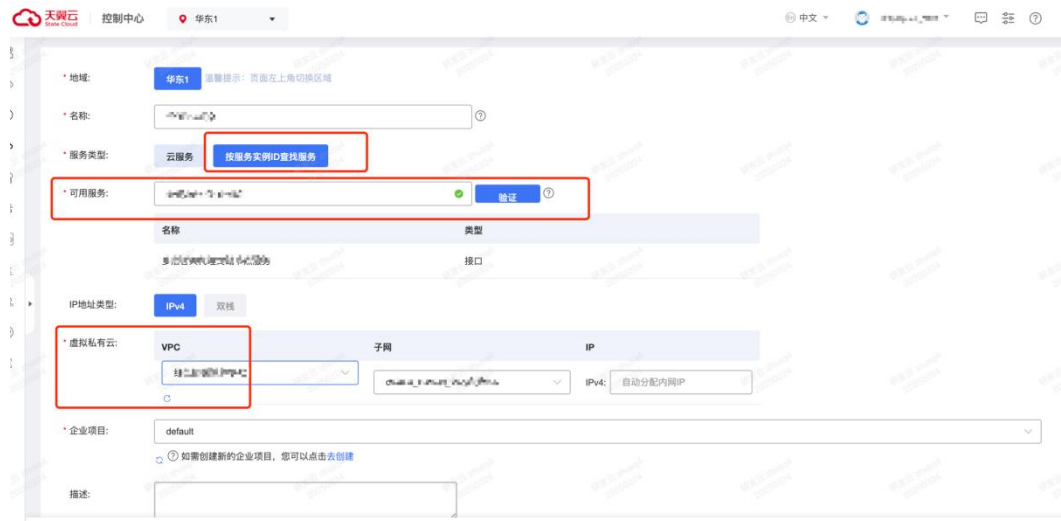 天翼云
State Cloud
控制中心
华东1
中文
* 地域:
华东1
温馨提示：页面左上角切换区域
* 名称:
* 服务类型:
云服务
按服务实例ID查找服务
* 可用服务:
验证
名称
类型
接口
IP地址类型:
IPv4
双栈
* 虚拟私有云:
VPC
子网
IP
IPv4:
自动分配内网IP
* 企业项目:
default
如需创建新的企业项目，您可以点击去创建
描述: